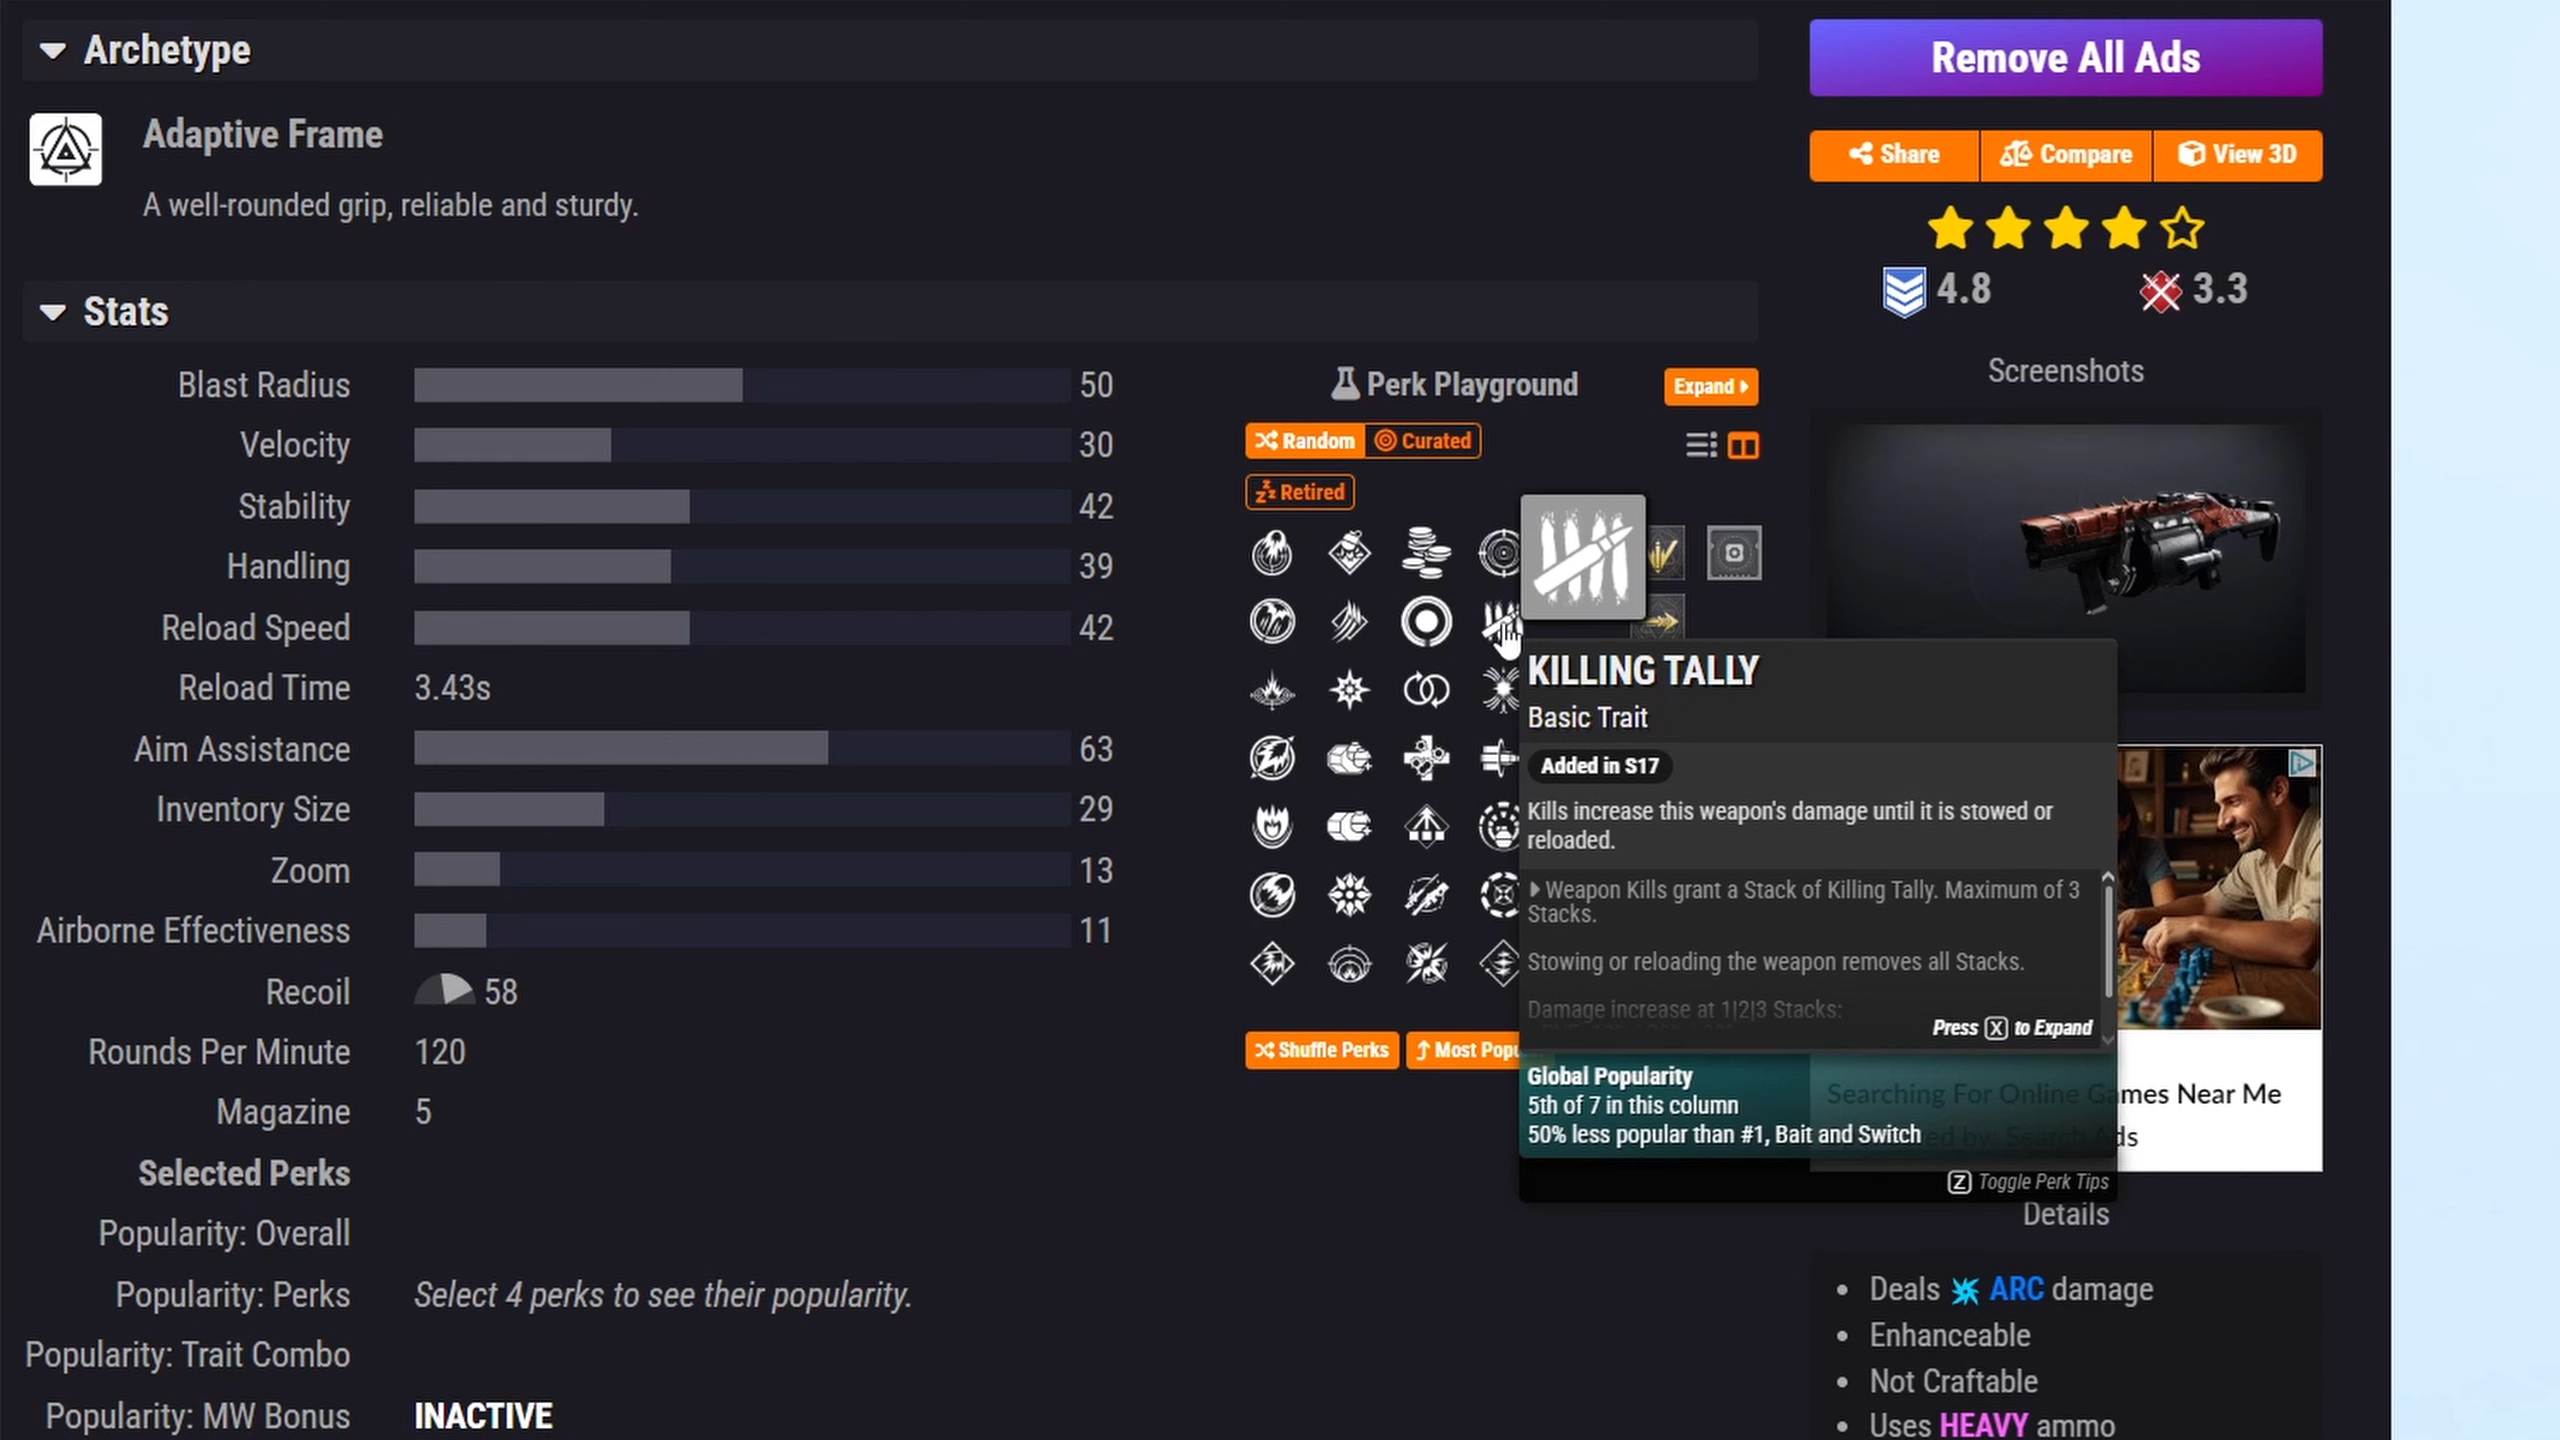 Archetype
Adaptive Frame
A well-rounded grip, reliable and sturdy.
Stats
Blast Radius 50
Velocity 30
Stability 42
Handling 39
Reload Speed 42
Reload Time 3.43s
Aim Assistance 63
Inventory Size 29
Zoom 13
Airborne Effectiveness 11
Recoil 58
Rounds Per Minute 120
Magazine 5
Selected Perks
Popularity: Overall
Popularity: Perks Select 4 perks to see their popularity.
Popularity: Trait Combo
Popularity: MW Bonus INACTIVE
Perk Playground Expand
Random Curated
Retired
Shuffle Perks Most Popu
KILLING TALLY
Basic Trait
Added in S17
Kills increase this weapon's damage until it is stowed or
reloaded.
Weapon Kills grant a Stack of Killing Tally. Maximum of 3
Stacks.
Stowing or reloading the weapon removes all Stacks.
Damage increase at 1|2|3 Stacks:
Press X to Expand
Global Popularity
5th of 7 in this column
50% less popular than #1, Bait and Switch
Z Toggle Perk Tips
Remove All Ads
Share Compare View 3D
4.8 3.3
Screenshots
Searching For Online Games Near Me
Details
Deals ARC damage
Enhanceable
Not Craftable
Uses HEAVY ammo